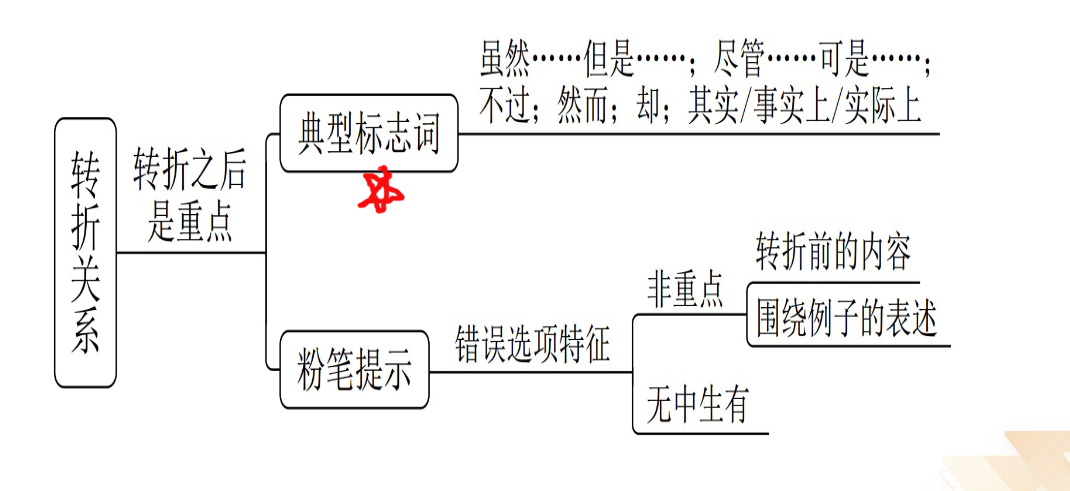 转折关系
转折之后
是重点
典型标志词
虽然……但是……；尽管……可是……；
不过；然而；却；其实/事实上/实际上
粉笔提示
错误选项特征
非重点
转折前的内容
围绕例子的表述
无中生有